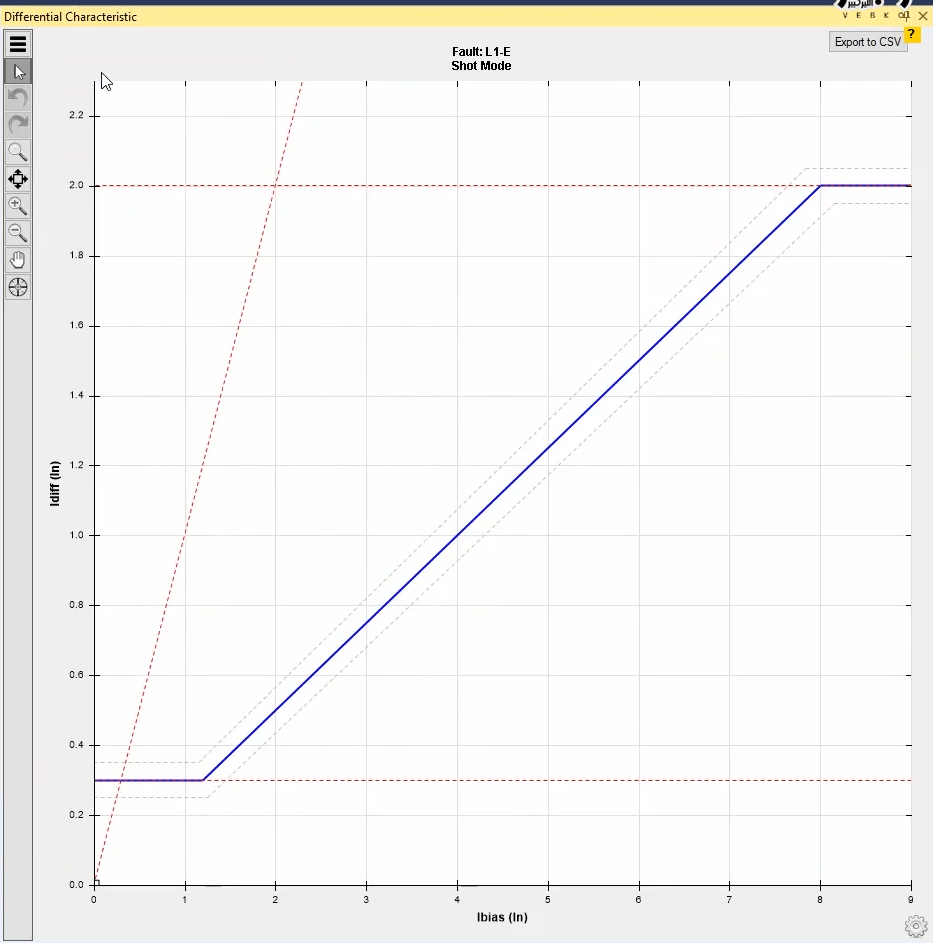 Differential Characteristic
V E B K
Export to CSV
?
Fault: L1-E
Shot Mode
2.2
2.0
1.8
1.6
1.4
1.2
1.0
0.8
0.6
0.4
0.2
0.0
Idiff (In)
0 1 2 3 4 5 6 7 8 9
Ibias (In)